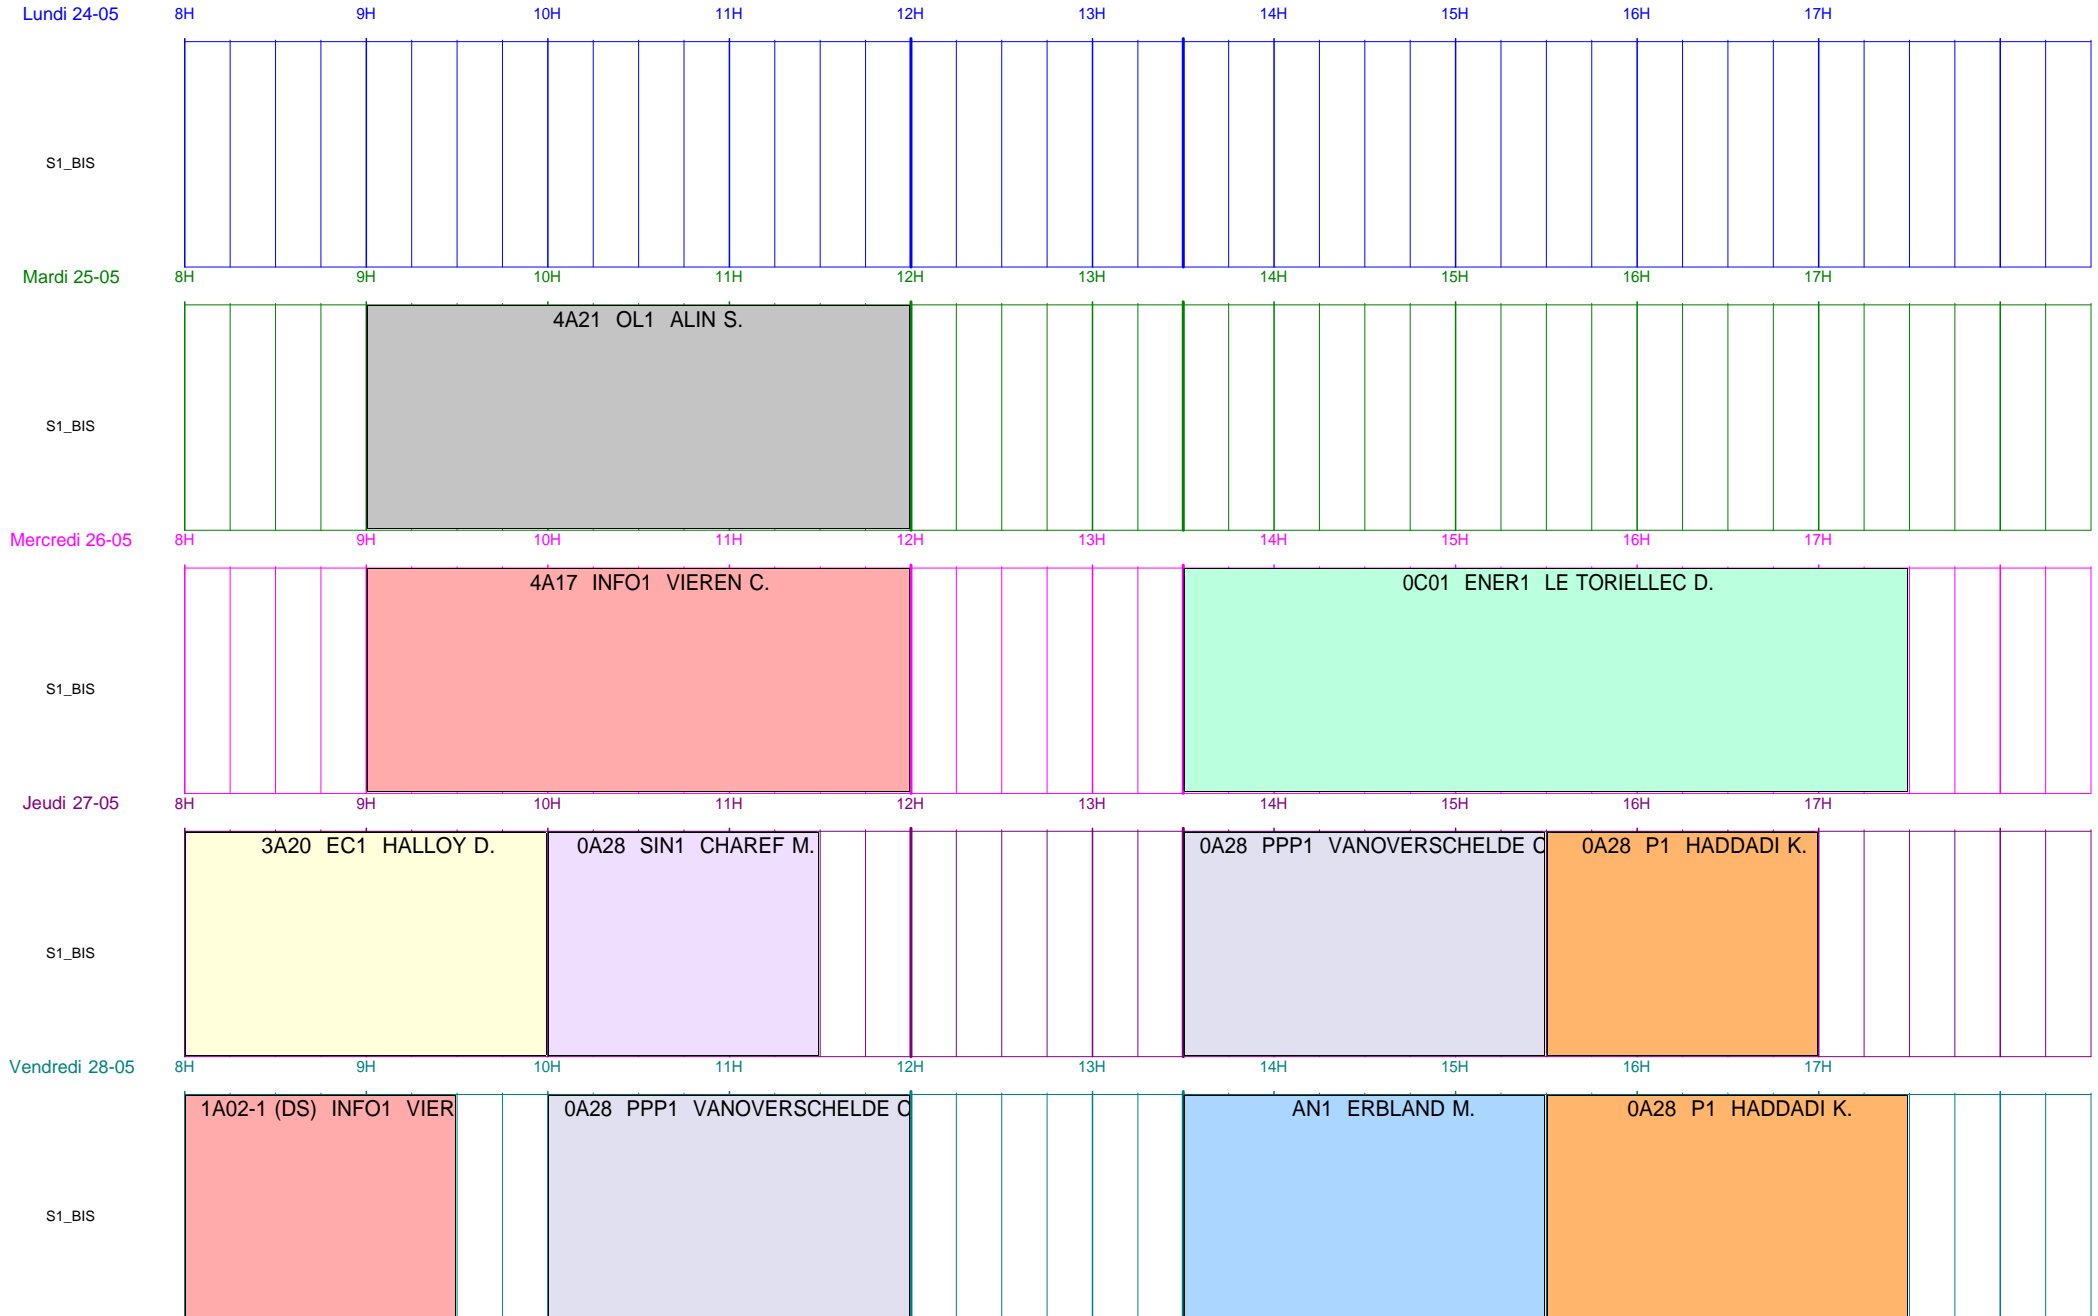 Lundi 24-05 8H 9H 10H 11H 12H 13H 14H 15H 16H 17H
S1_BIS
Mardi 25-05 8H 9H 10H 11H 12H 13H 14H 15H 16H 17H
4A21 OL1 ALIN S.
S1_BIS
Mercredi 26-05 8H 9H 10H 11H 12H 13H 14H 15H 16H 17H
4A17 INFO1 VIEREN C. 0C01 ENER1 LE TORIELLEC D.
S1_BIS
Jeudi 27-05 8H 9H 10H 11H 12H 13H 14H 15H 16H 17H
3A20 EC1 HALLOY D. 0A28 SIN1 CHAREF M. 0A28 PPP1 VANOVERSCHELDE C 0A28 P1 HADDADI K.
S1_BIS
Vendredi 28-05 8H 9H 10H 11H 12H 13H 14H 15H 16H 17H
1A02-1 (DS) INFO1 VIER 0A28 PPP1 VANOVERSCHELDE C AN1 ERBLAND M. 0A28 P1 HADDADI K.
S1_BIS